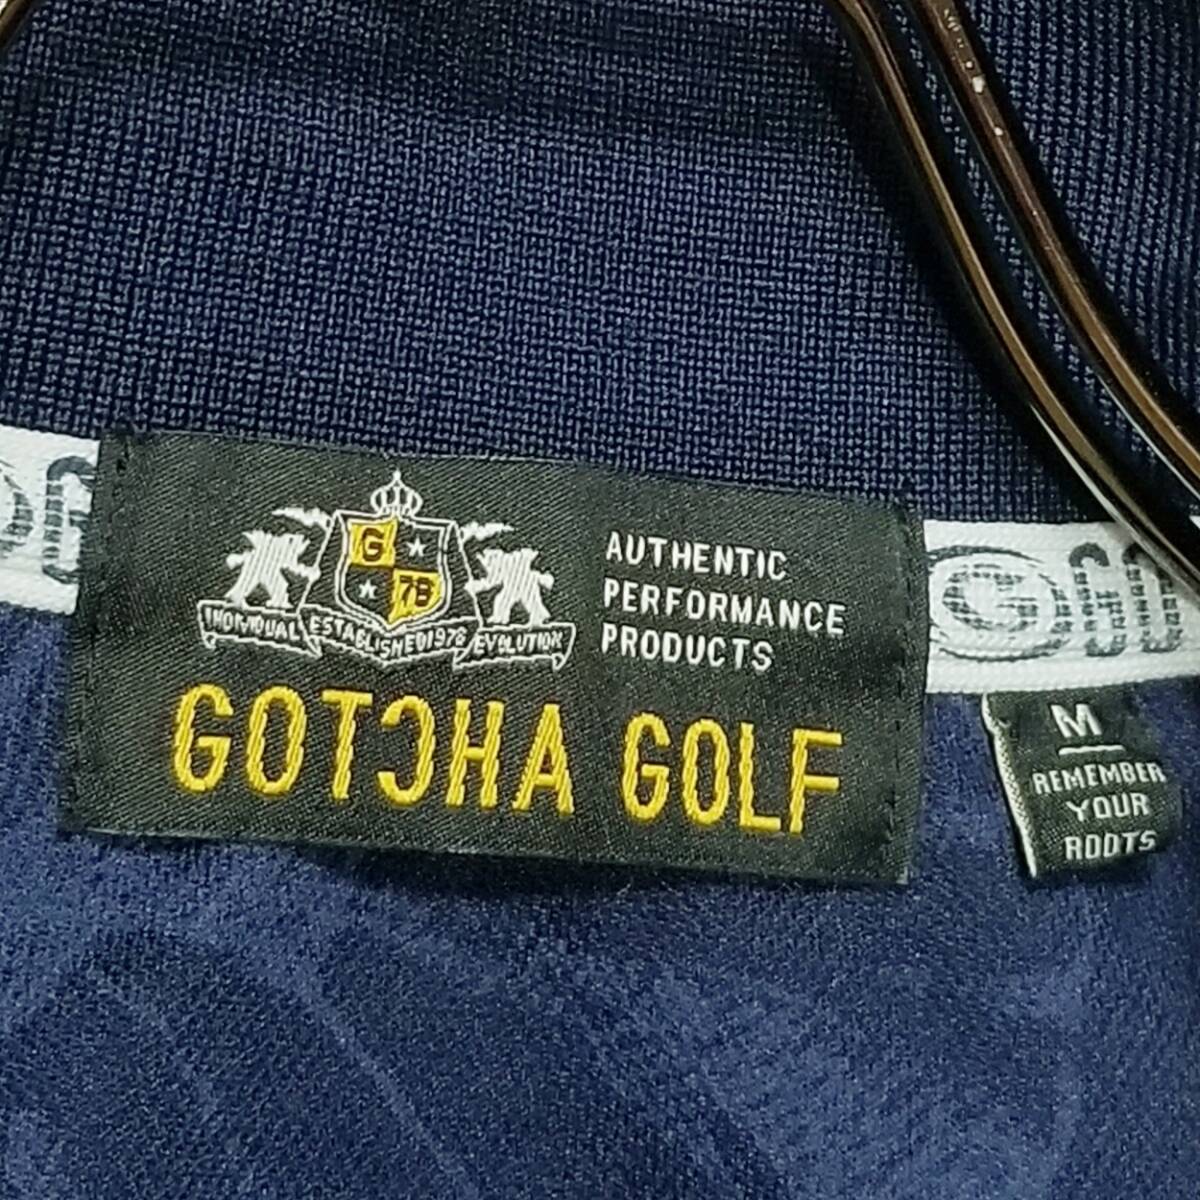 G
78
INDIVIDUAL ESTABLISHED 1978 EVOLUTION
AUTHENTIC
PERFORMANCE
PRODUCTS
GOTCHA GOLF
M
REMEMBER
YOUR
ROOTS
G